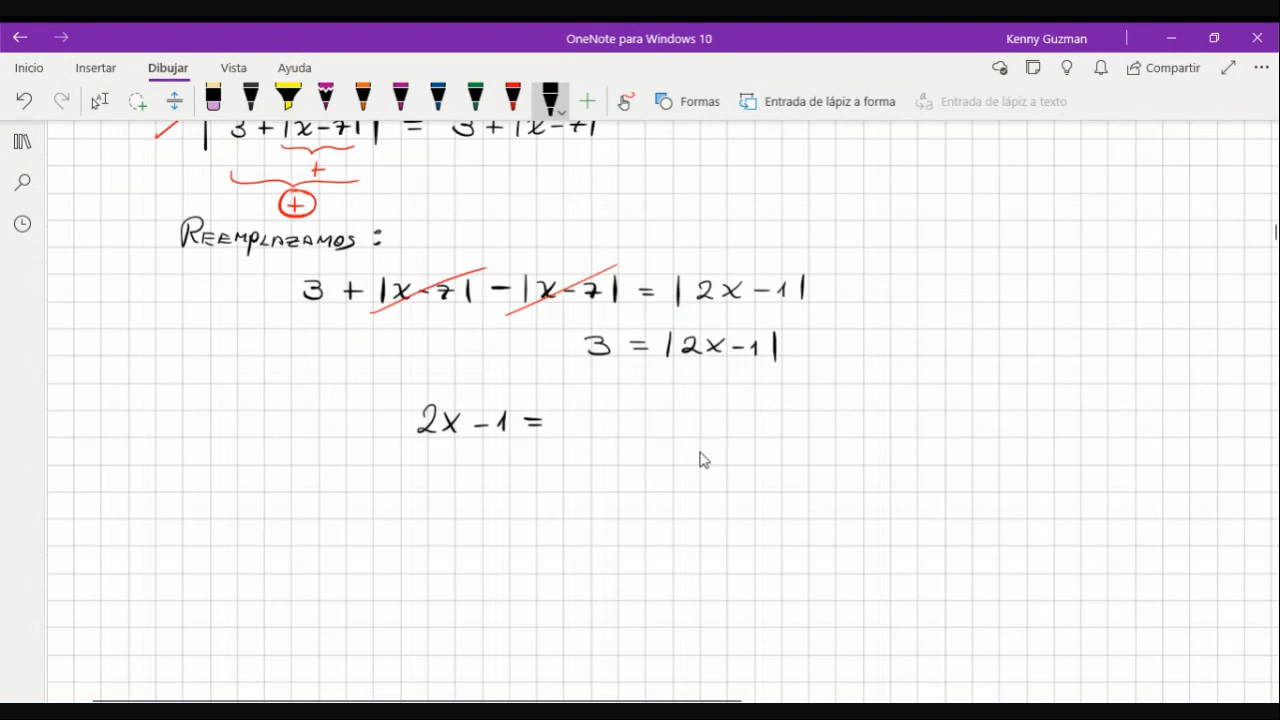 OneNote para Windows 10
Kenny Guzman
Inicio Insertar Dibujar Vista Ayuda
Compartir
Formas Entrada de lápiz a forma Entrada de lápiz a texto
| 3 + |x - 7| | = 3 + |x - 7|
+
+
REEMPLAZAMOS :
3 + |x - 7| - |x - 7| = | 2x - 1 |
3 = | 2x - 1 |
2x - 1 =